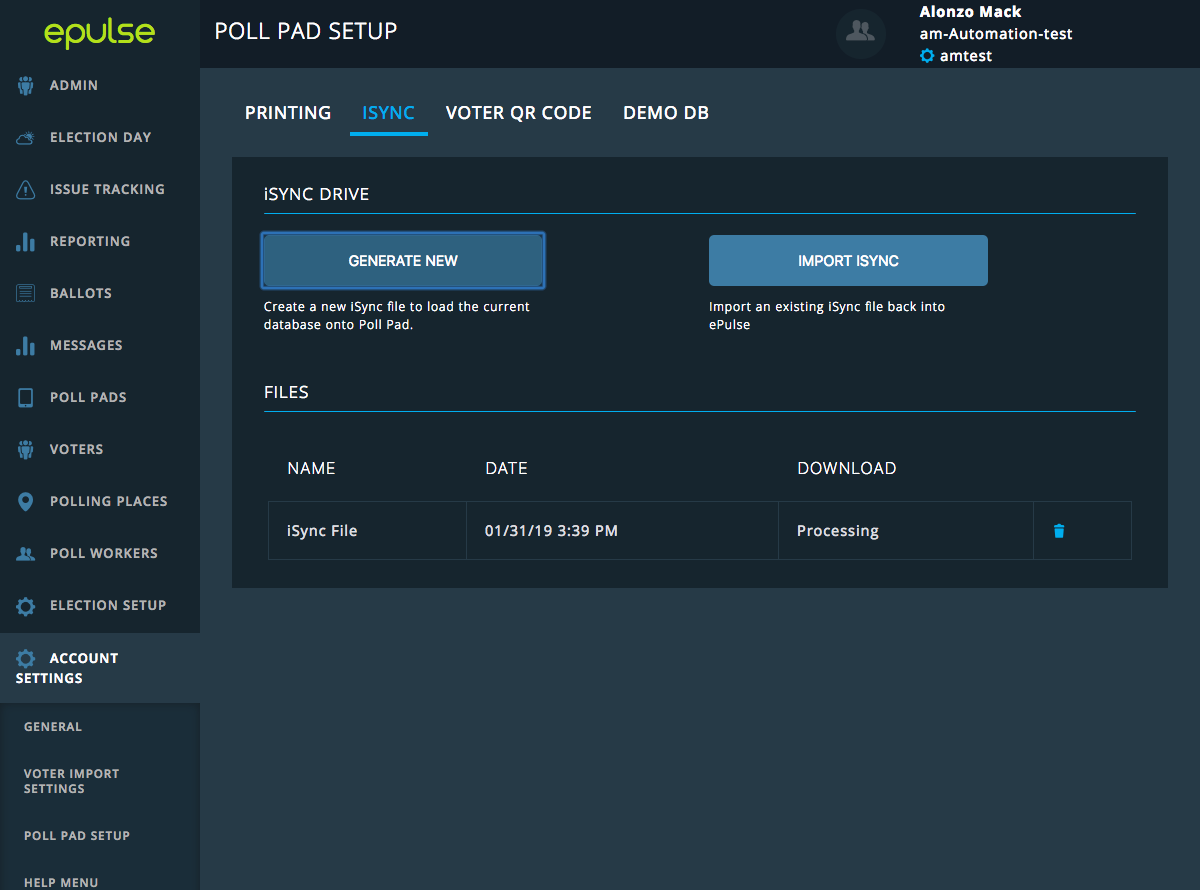 epulse
POLL PAD SETUP
Alonzo Mack
am-Automation-test
amtest
ADMIN
ELECTION DAY
ISSUE TRACKING
REPORTING
BALLOTS
MESSAGES
POLL PADS
VOTERS
POLLING PLACES
POLL WORKERS
ELECTION SETUP
ACCOUNT
SETTINGS
GENERAL
VOTER IMPORT
SETTINGS
POLL PAD SETUP
HELP MENU
PRINTING ISYNC VOTER QR CODE DEMO DB
iSYNC DRIVE
GENERATE NEW
Create a new iSync file to load the current
database onto Poll Pad.
IMPORT ISYNC
Import an existing iSync file back into
ePulse
FILES
NAME DATE DOWNLOAD
iSync File 01/31/19 3:39 PM Processing